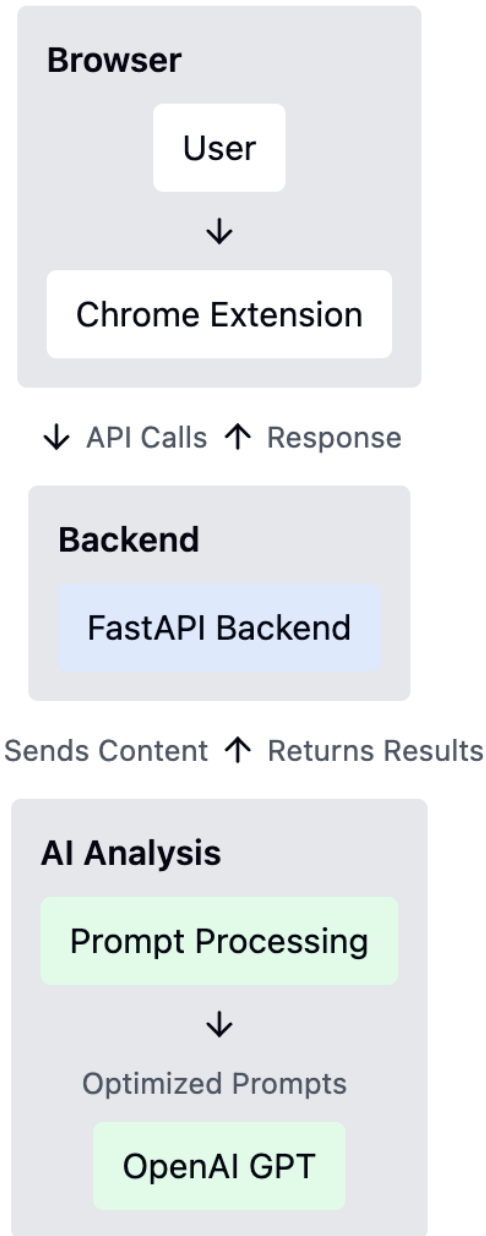 Browser
User
↓
Chrome Extension
↓ API Calls ↑ Response
Backend
FastAPI Backend
Sends Content ↑ Returns Results
AI Analysis
Prompt Processing
↓
Optimized Prompts
OpenAI GPT